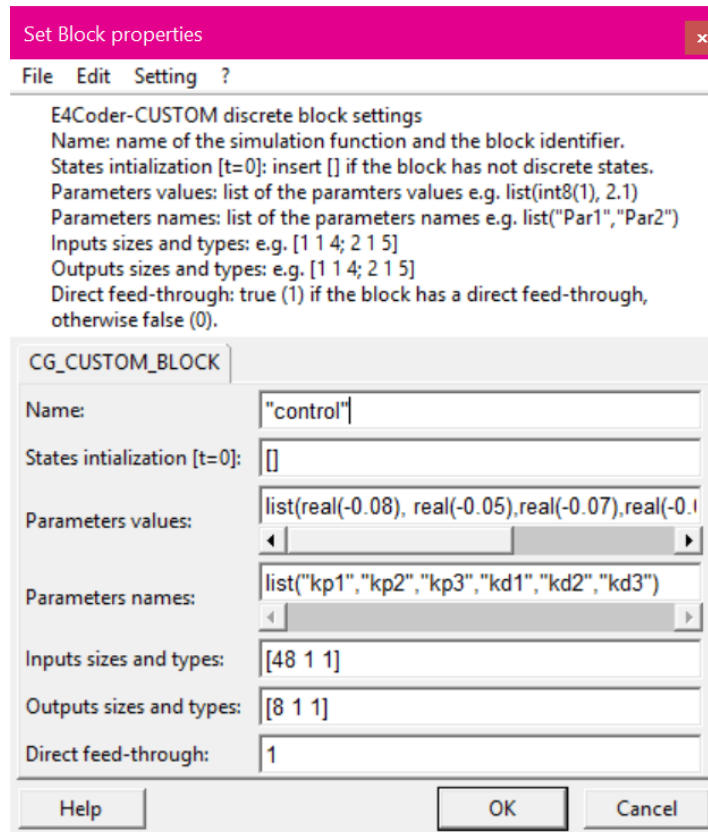 Set Block properties
x
File Edit Setting ?
E4Coder-CUSTOM discrete block settings
Name: name of the simulation function and the block identifier.
States intialization [t=0]: insert [] if the block has not discrete states.
Parameters values: list of the paramters values e.g. list(int8(1), 2.1)
Parameters names: list of the parameters names e.g. list("Par1","Par2")
Inputs sizes and types: e.g. [1 1 4; 2 1 5]
Outputs sizes and types: e.g. [1 1 4; 2 1 5]
Direct feed-through: true (1) if the block has a direct feed-through,
otherwise false (0).
CG_CUSTOM_BLOCK
Name: "control"
States intialization [t=0]: []
Parameters values: list(real(-0.08), real(-0.05),real(-0.07),real(-0.
Parameters names: list("kp1","kp2","kp3","kd1","kd2","kd3")
Inputs sizes and types: [48 1 1]
Outputs sizes and types: [8 1 1]
Direct feed-through: 1
Help OK Cancel